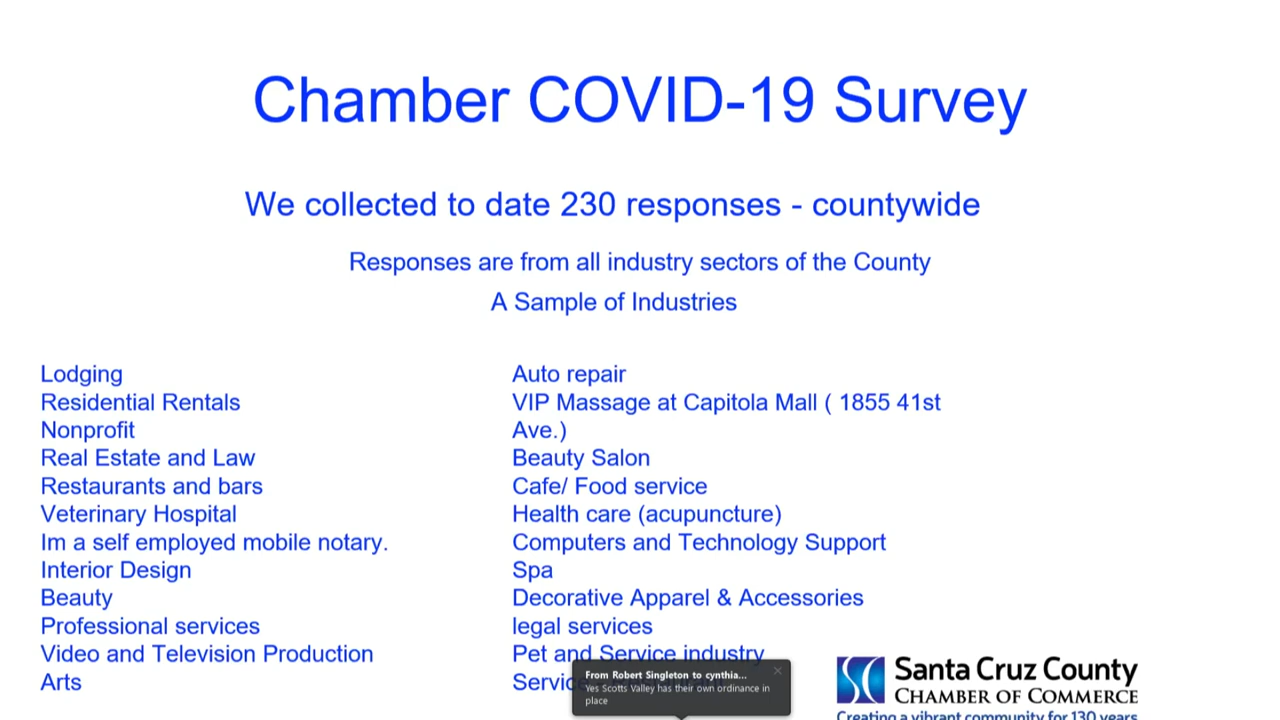 Chamber COVID-19 Survey
We collected to date 230 responses - countywide
Responses are from all industry sectors of the County
A Sample of Industries
Lodging
Residential Rentals
Nonprofit
Real Estate and Law
Restaurants and bars
Veterinary Hospital
Im a self employed mobile notary.
Interior Design
Beauty
Professional services
Video and Television Production
Arts
Auto repair
VIP Massage at Capitola Mall ( 1855 41st
Ave.)
Beauty Salon
Cafe/ Food service
Health care (acupuncture)
Computers and Technology Support
Spa
Decorative Apparel & Accessories
legal services
Pet and Service industry
From Robert Singleton to cynthia...
Yes Scotts Valley has their own ordinance in
place
Santa Cruz County
CHAMBER OF COMMERCE
Creating a vibrant community for 130 years